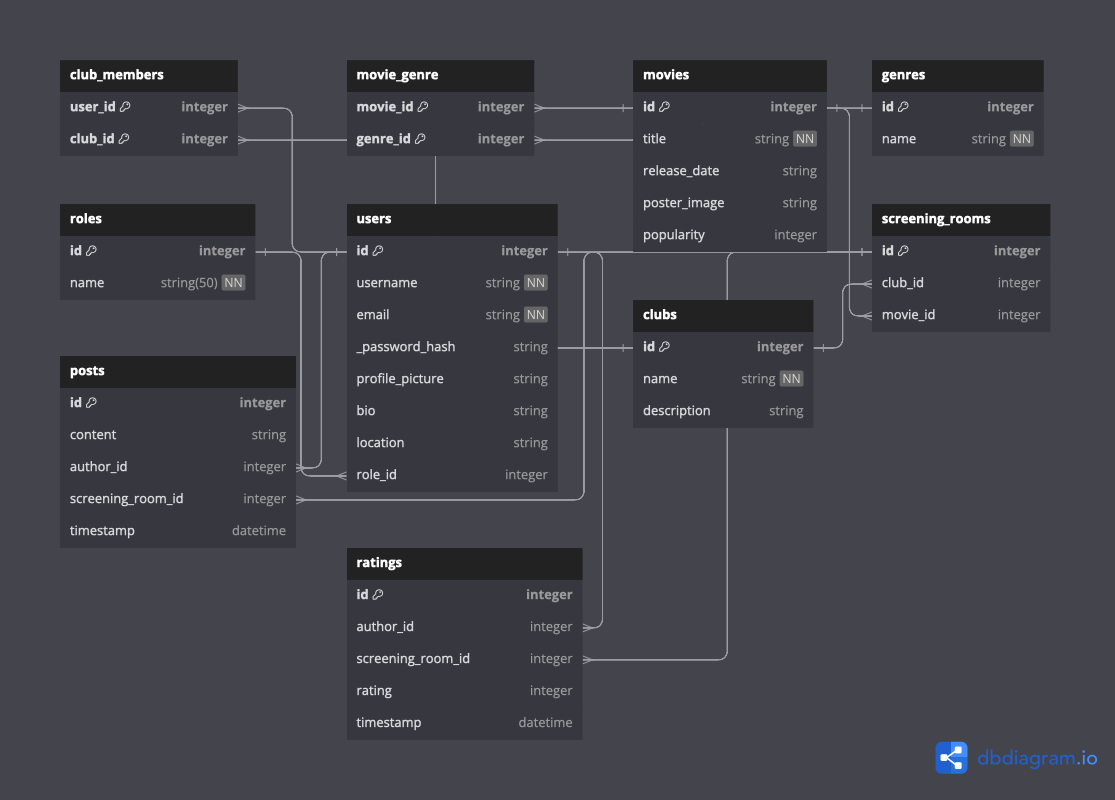 club_members
user_id integer
club_id integer
movie_genre
movie_id integer
genre_id integer
movies
id integer
title string NN
release_date string
poster_image string
popularity integer
genres
id integer
name string NN
roles
id integer
name string(50) NN
users
id integer
username string NN
email string NN
_password_hash string
profile_picture string
bio string
location string
role_id integer
screening_rooms
id integer
club_id integer
movie_id integer
clubs
id integer
name string NN
description string
posts
id integer
content string
author_id integer
screening_room_id integer
timestamp datetime
ratings
id integer
author_id integer
screening_room_id integer
rating integer
timestamp datetime
dbdiagram.io